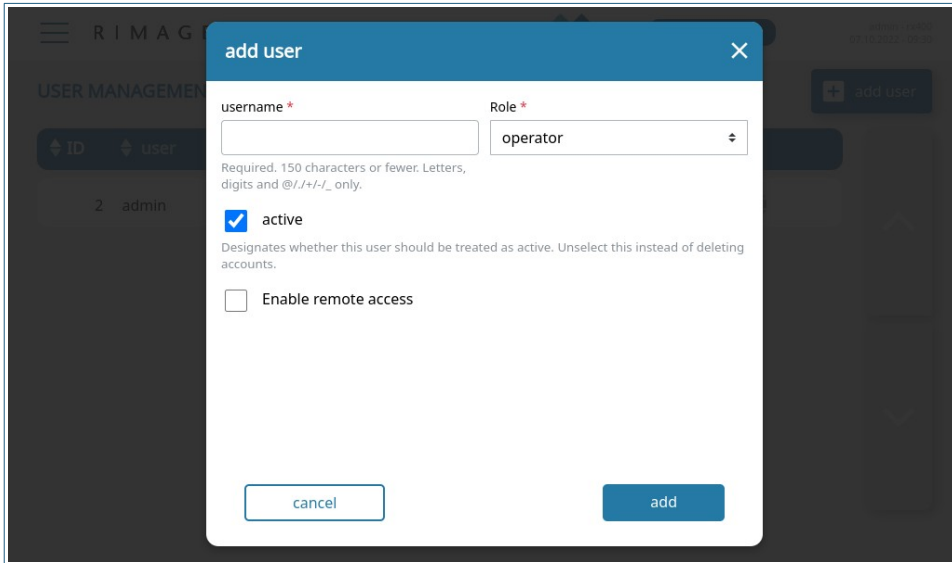 RIMAG
add user
USER MANAGEMEN
add user
username *
Role *
operator
ID
user
Required. 150 characters or fewer. Letters,
digits and @/./+/-/_ only.
2 admin
active
Designates whether this user should be treated as active. Unselect this instead of deleting
accounts.
Enable remote access
cancel
add